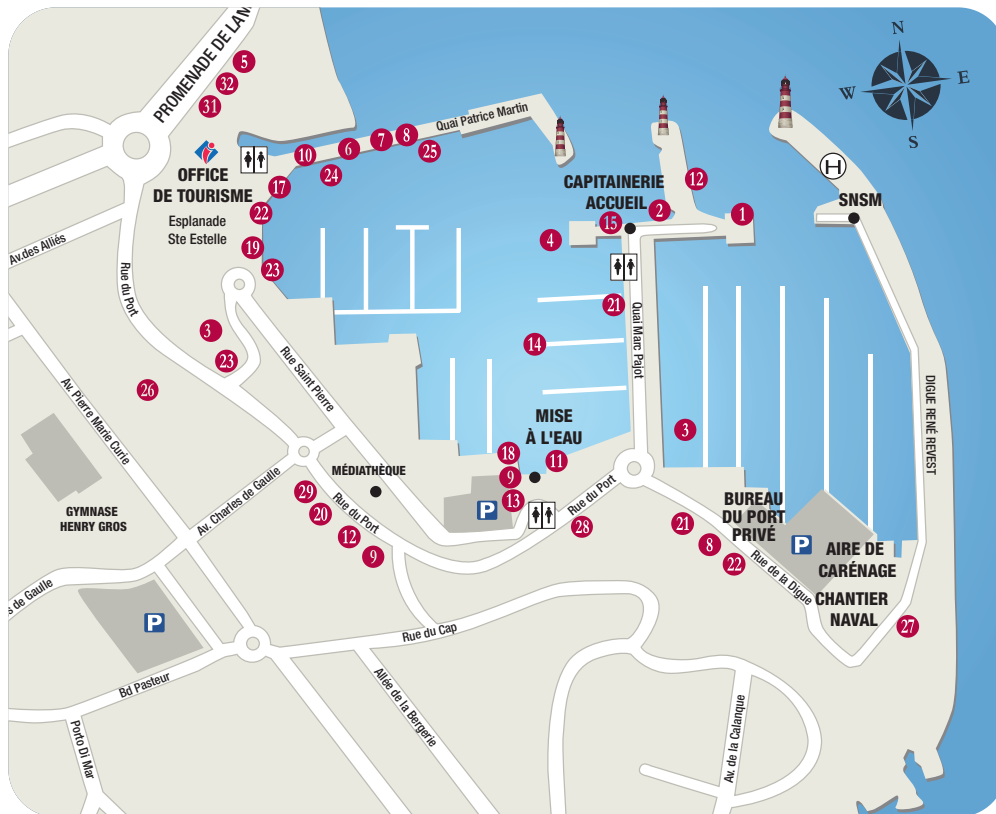 PROMENADE DE LA
N
W
E
S
5
32
31
Quai Patrice Martin
8
7
6
10
25
24
OFFICE
DE TOURISME
Esplanade
Ste Estelle
17
22
19
23
CAPITAINERIE
ACCUEIL
12
2
15
1
4
H
SNSM
Av.des Alliés
Rue du Port
3
23
26
Rue Saint Pierre
21
14
Quai Marc Pajot
DIGUE RENÉ REVEST
Av. Pierre Marie Curie
MISE
À L'EAU
3
18
11
9
13
P
MÉDIATHÈQUE
GYMNASE
HENRY GROS
Av. Charles de Gaulle
29
20
12
9
Rue du Port
Rue du Port
28
BUREAU
DU PORT
PRIVÉ
21
8
22
P
AIRE DE
CARÉNAGE
Rue de la Digue
CHANTIER
NAVAL
27
s de Gaulle
P
Rue du Cap
Bd Pasteur
Allée de la Bergerie
Porto Di Mar
Av. de la Calanque